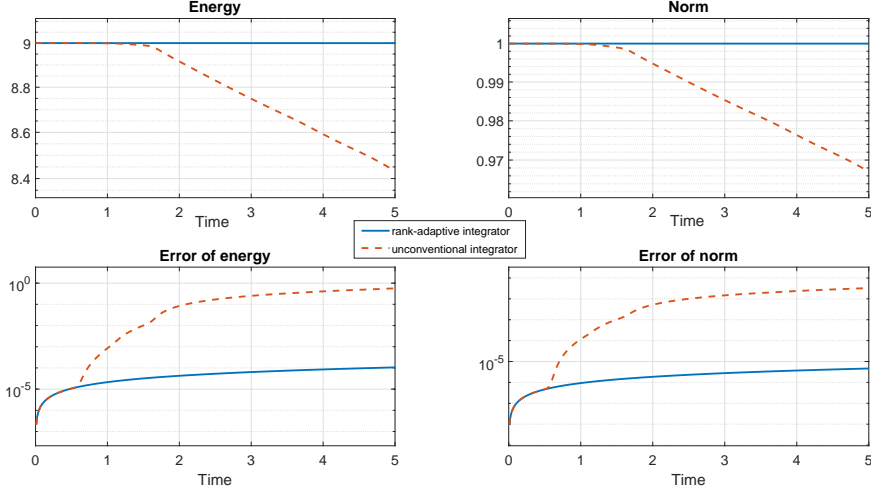 Energy
9
8.8
8.6
8.4
0 1 2 3 4 5
Time
Norm
1
0.99
0.98
0.97
0 1 2 3 4 5
Time
rank-adaptive integrator
unconventional integrator
Error of energy
10^0
10^-5
0 1 2 3 4 5
Time
Error of norm
10^-5
0 1 2 3 4 5
Time